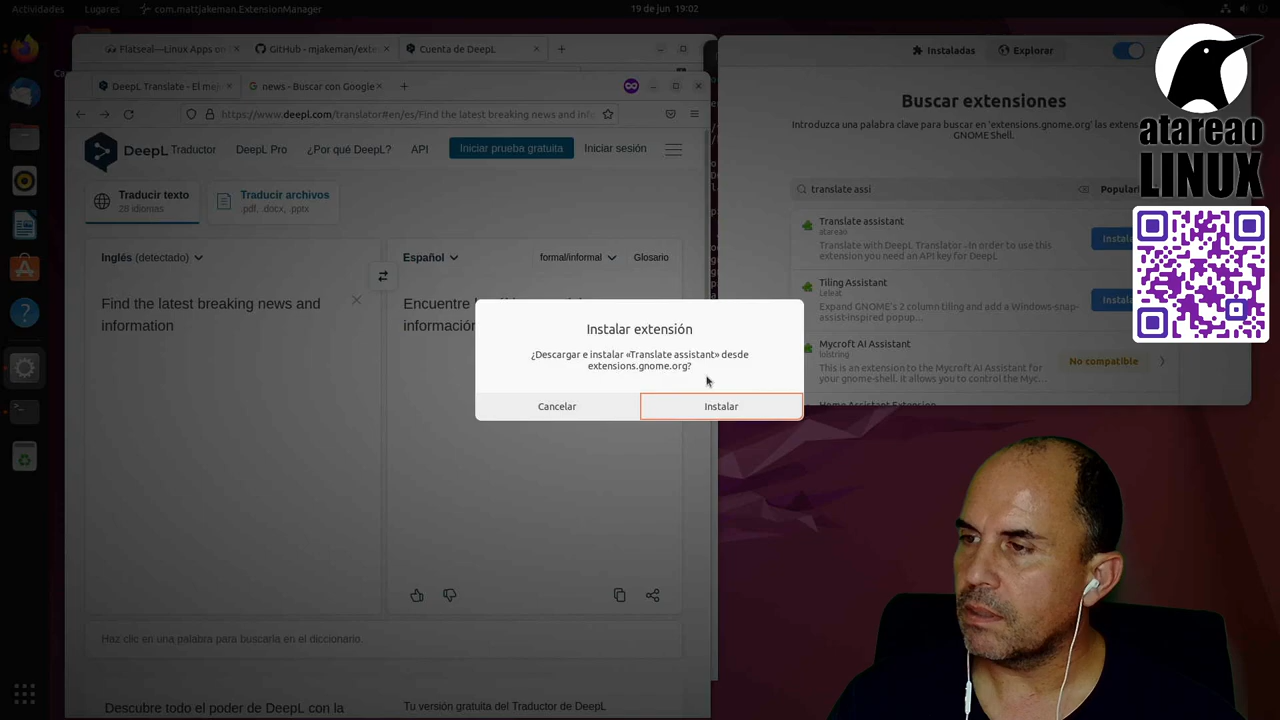 Actividades
Lugares
com.mattjakeman.ExtensionManager
19 de jun 19:02
Flatseal—Linux Apps on
GitHub - mjakeman/exte
Cuenta de DeepL
DeepL Translate - El mej
news - Buscar con Google
https://www.deepl.com/translator#en/es/Find the latest breaking news and
DeepL
Traductor
DeepL Pro
¿Por qué DeepL?
API
Iniciar prueba gratuita
Iniciar sesión
Traducir texto
28 idiomas
Traducir archivos
.pdf, .docx, .pptx
Inglés (detectado)
Español
formal/informal
Glosario
Find the latest breaking news and
information
Encuentre
información
Haz clic en una palabra para buscarla en el diccionario.
Descubre todo el poder de DeepL con la
Tu versión gratuita del Traductor de DeepL
Instalar extensión
¿Descargar e instalar «Translate assistant» desde
extensions.gnome.org?
Cancelar
Instalar
Instaladas
Explorar
Buscar extensiones
Introduzca una palabra clave para buscar en 'extensions.gnome.org' las exten
GNOME Shell.
translate assi
Popular
Translate assistant
atareao
Translate with DeepL Translator - In order to use this
extension you need an API key for DeepL
Instala
Tiling Assistant
Leleat
Expand GNOME's 2 column tiling and add a Windows-snap-
assist-inspired popup...
Instala
Mycroft AI Assistant
This is an extension to the Mycroft AI Assistant for
your gnome-shell. It allows you to control the Myc...
No compatible
Home Assistant Extension
atareao
LINUX